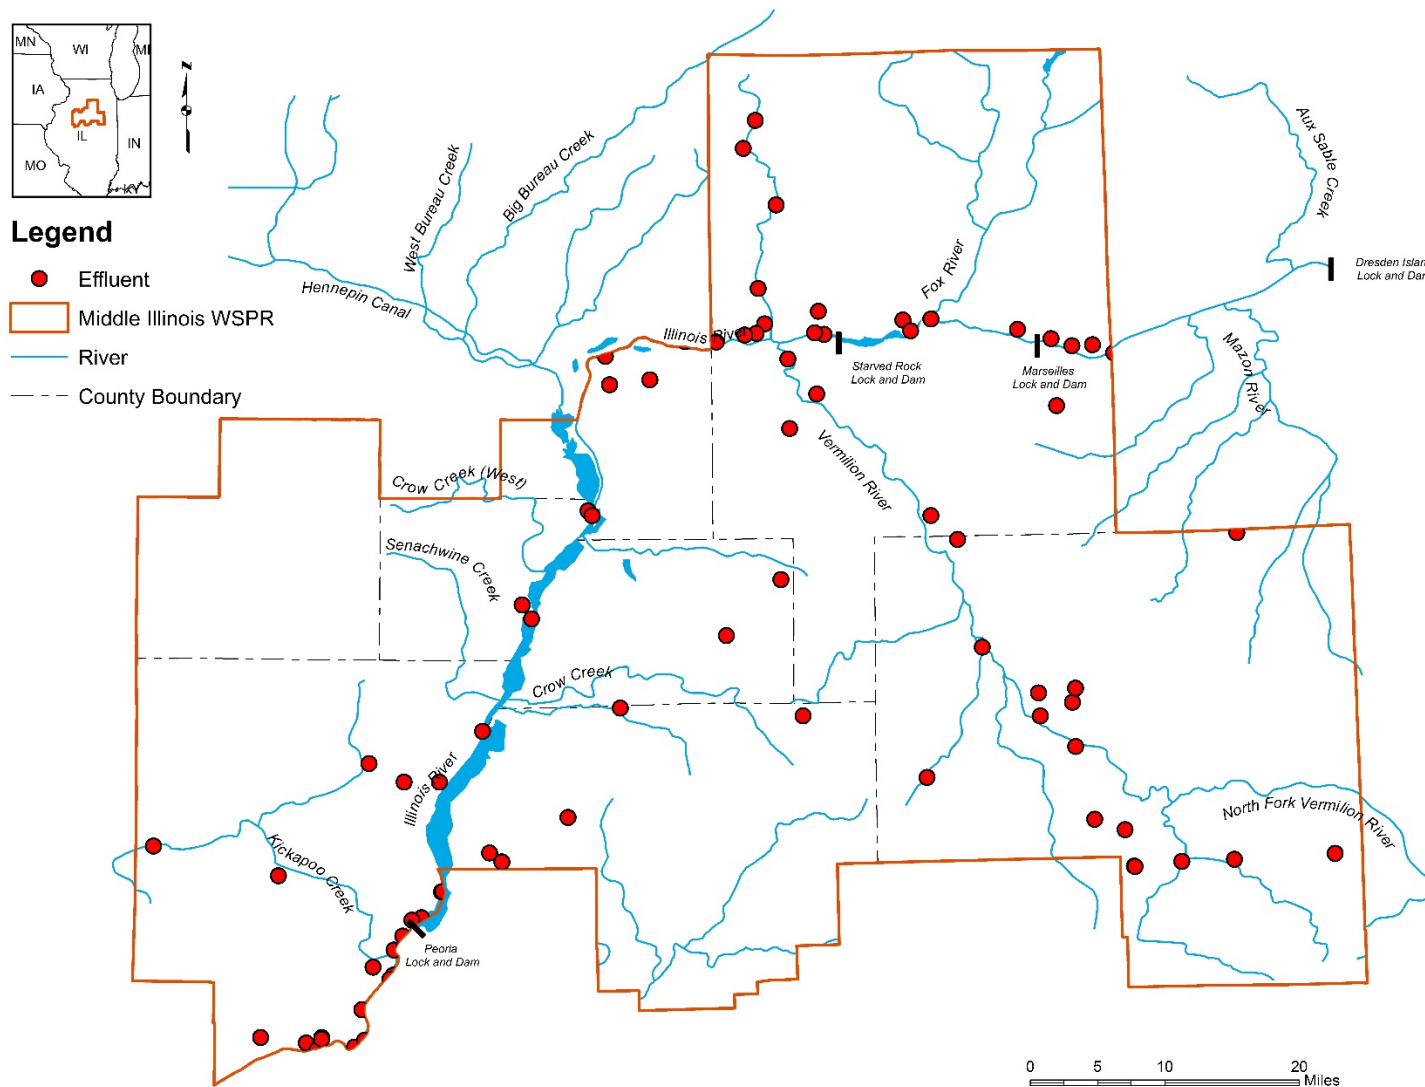 MN
WI
MI
IA
IL
IN
MO
KY
N
Legend
Effluent
Middle Illinois WSPR
River
County Boundary
West Bureau Creek
Big Bureau Creek
Hennepin Canal
Illinois River
Fox River
Aux Sable Creek
Dresden Islan
Lock and Dam
Starved Rock
Lock and Dam
Marseilles
Lock and Dam
Mazon River
Vermilion River
Crow Creek (West)
Senachwine Creek
Crow Creek
Illinois River
Kickapoo Creek
North Fork Vermilion River
Peoria
Lock and Dam
0 5 10 20
Miles